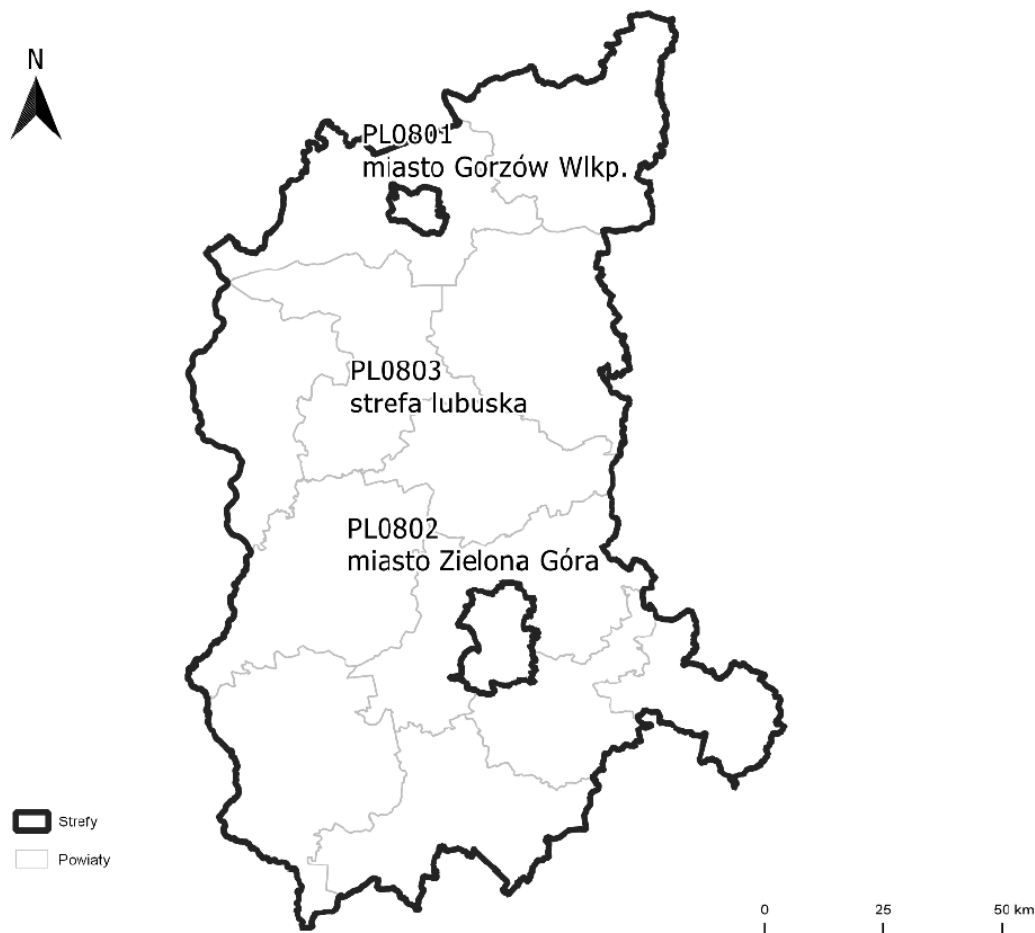 N
PL0801
miasto Gorzów Wlkp.
PL0803
strefa lubuska
PL0802
miasto Zielona Góra
Strefy
Powiaty
0 25 50 km